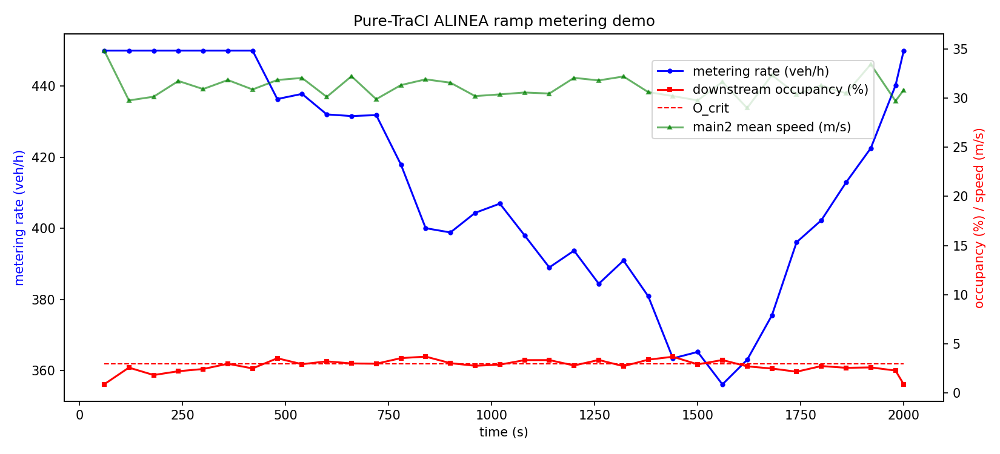 Pure-TraCI ALINEA ramp metering demo
metering rate (veh/h)
440
420
400
380
360
metering rate (veh/h)
downstream occupancy (%)
O_crit
main2 mean speed (m/s)
35
30
25
20
15
10
5
0
occupancy (%) / speed (m/s)
0 250 500 750 1000 1250 1500 1750 2000
time (s)